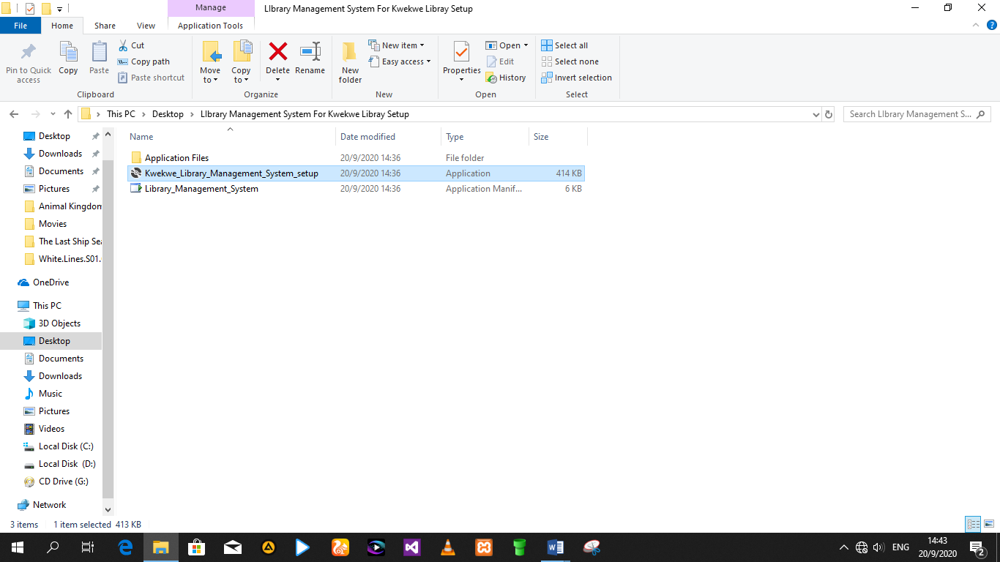 Manage LIbrary Management System For Kwekwe Libray Setup
File Home Share View Application Tools
Pin to Quick access
Copy
Paste
Cut
Copy path
Paste shortcut
Clipboard
Move to
Copy to
Delete
Rename
Organize
New folder
New item
Easy access
New
Properties
Open
Edit
History
Open
Select all
Select none
Invert selection
Select
This PC Desktop LIbrary Management System For Kwekwe Libray Setup
Search LIbrary Management S...
Desktop
Downloads
Documents
Pictures
Animal Kingdom
Movies
The Last Ship Sea
White.Lines.S01.
OneDrive
This PC
3D Objects
Desktop
Documents
Downloads
Music
Pictures
Videos
Local Disk (C:)
Local Disk (D:)
CD Drive (G:)
Network
Name Date modified Type Size
Application Files 20/9/2020 14:36 File folder
Kwekwe_Library_Management_System_setup 20/9/2020 14:36 Application 414 KB
Library_Management_System 20/9/2020 14:36 Application Manif... 6 KB
3 items 1 item selected 413 KB
ENG
14:43
20/9/2020
2